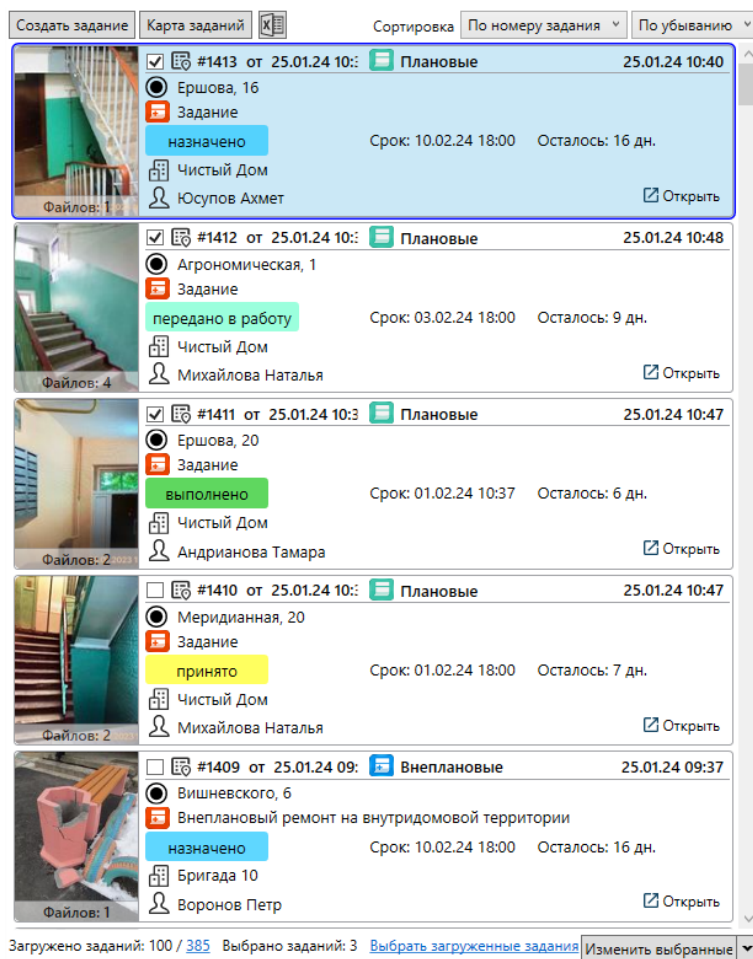 Создать задание Карта заданий Сортировка По номеру задания По убыванию
#1413 от 25.01.24 10: Плановые 25.01.24 10:40
Ершова, 16
Задание
назначено Срок: 10.02.24 18:00 Осталось: 16 дн.
Чистый Дом
Файлов: 1 Юсупов Ахмет Открыть
#1412 от 25.01.24 10: Плановые 25.01.24 10:48
Агрономическая, 1
Задание
передано в работу Срок: 03.02.24 18:00 Осталось: 9 дн.
Чистый Дом
Файлов: 4 Михайлова Наталья Открыть
#1411 от 25.01.24 10:3 Плановые 25.01.24 10:47
Ершова, 20
Задание
выполнено Срок: 01.02.24 10:37 Осталось: 6 дн.
Чистый Дом
Файлов: 2 Андрианова Тамара Открыть
#1410 от 25.01.24 10: Плановые 25.01.24 10:47
Меридианная, 20
Задание
принято Срок: 01.02.24 18:00 Осталось: 7 дн.
Чистый Дом
Файлов: 2 Михайлова Наталья Открыть
#1409 от 25.01.24 09: Внеплановые 25.01.24 09:37
Вишневского, 6
Внеплановый ремонт на внутридомовой территории
назначено Срок: 10.02.24 18:00 Осталось: 16 дн.
Бригада 10
Файлов: 1 Воронов Петр Открыть
Загружено заданий: 100 / 385 Выбрано заданий: 3 Выбрать загруженные задания Изменить выбранные